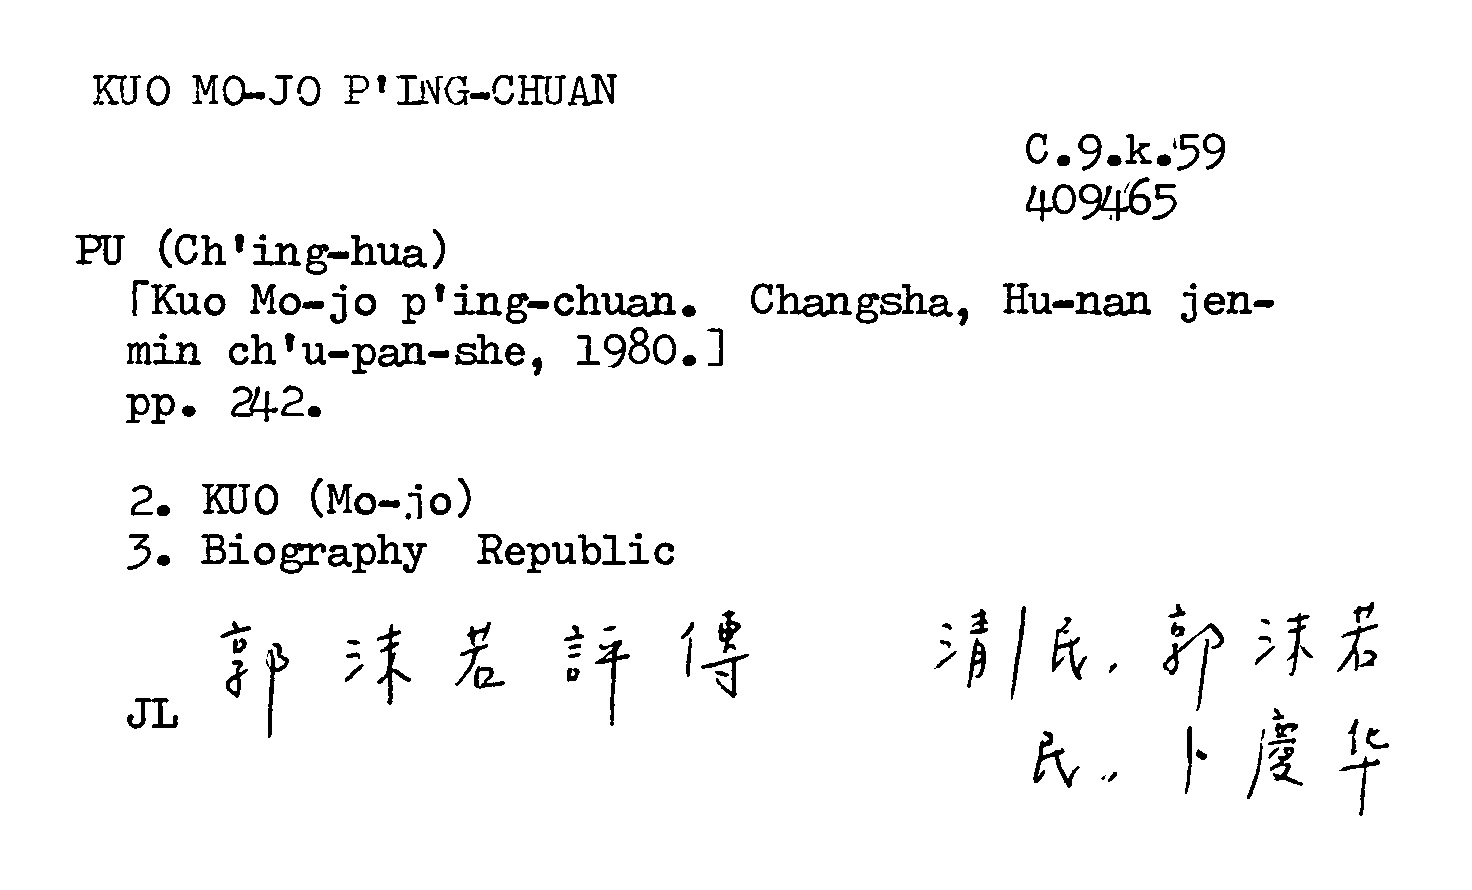 KUO MO-JO P'ING-CHUAN
C.9.k.59
409465
PU (Ch'ing-hua)
「Kuo Mo-jo p'ing-chuan. Changsha, Hu-nan jen-
min ch'u-pan-she, 1980.]
pp. 242.
2. KUO (Mo-jo)
3. Biography Republic
郭沫若評傳
清/民. 郭沫若
JL
民.. 卜慶华